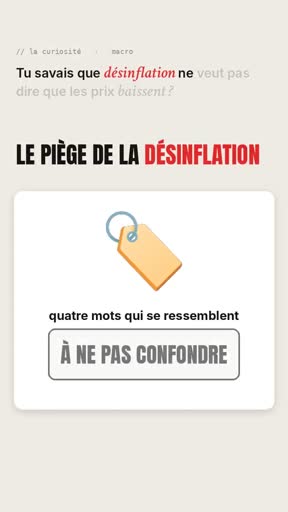 // la curiosité · macro
Tu savais que désinflation ne veut pas
dire que les prix baissent ?
LE PIÈGE DE LA DÉSINFLATION
quatre mots qui se ressemblent
À NE PAS CONFONDRE